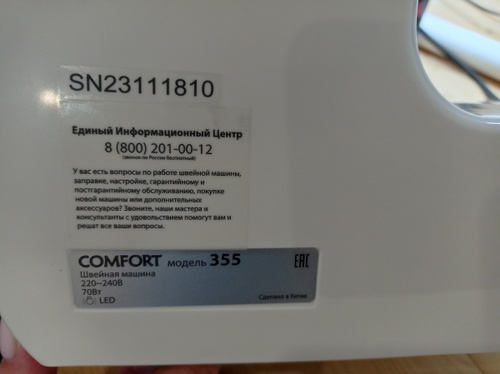 SN23111810
Единый Информационный Центр
8 (800) 201-00-12
(звонок по России бесплатный)
У вас есть вопросы по работе швейной машины,
заправке, настройке, гарантийному и
постгарантийному обслуживанию, покупке
новой машины или дополнительных
аксессуаров? Звоните, наши мастера и
консультанты с удовольствием помогут вам и
решат все ваши вопросы.
COMFORT модель 355
EAC
Швейная машина
220~240В
70Вт
LED
Сделано в Китае